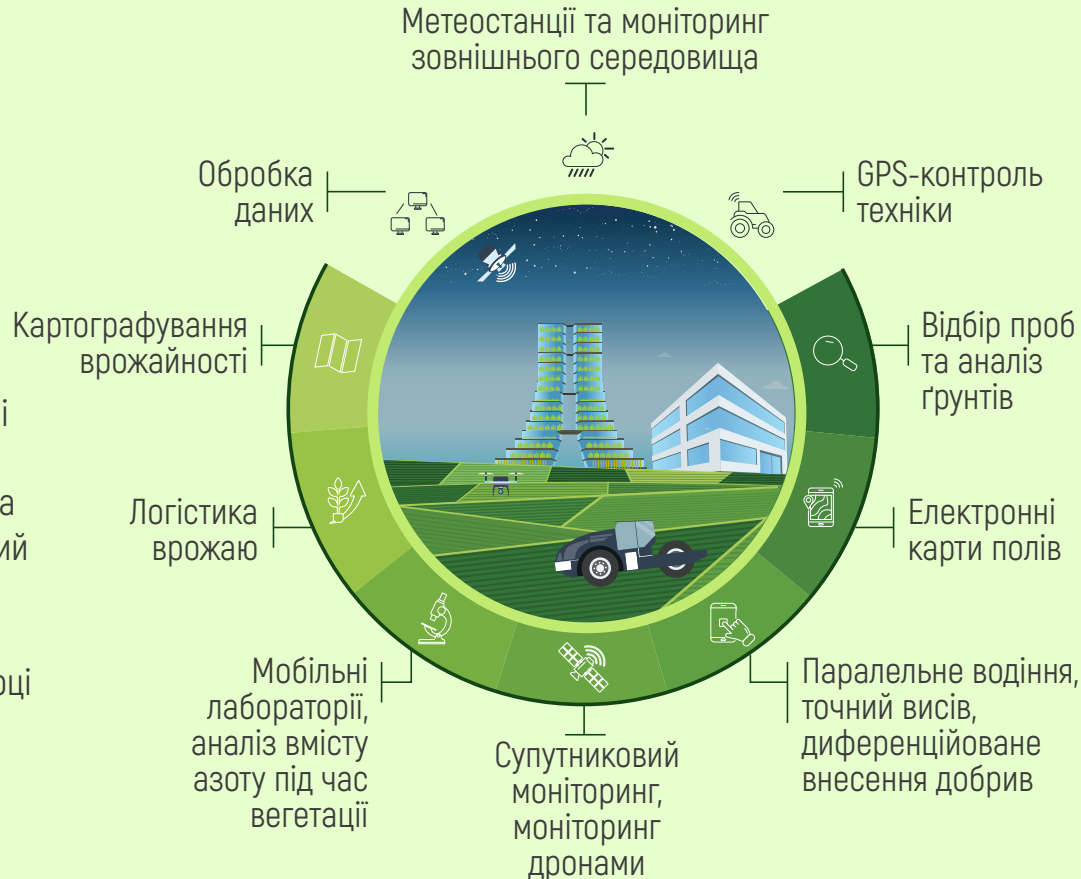 Метеостанції та моніторинг
зовнішнього середовища
Обробка
даних
GPS-контроль
техніки
Картографування
врожайності
Відбір проб
та аналіз
ґрунтів
і
а
ий
Логістика
врожаю
Електронні
карти полів
оці
Мобільні
лабораторії,
аналіз вмісту
азоту під час
вегетації
Супутниковий
моніторинг,
моніторинг
дронами
Паралельне водіння,
точний висів,
диференційоване
внесення добрив